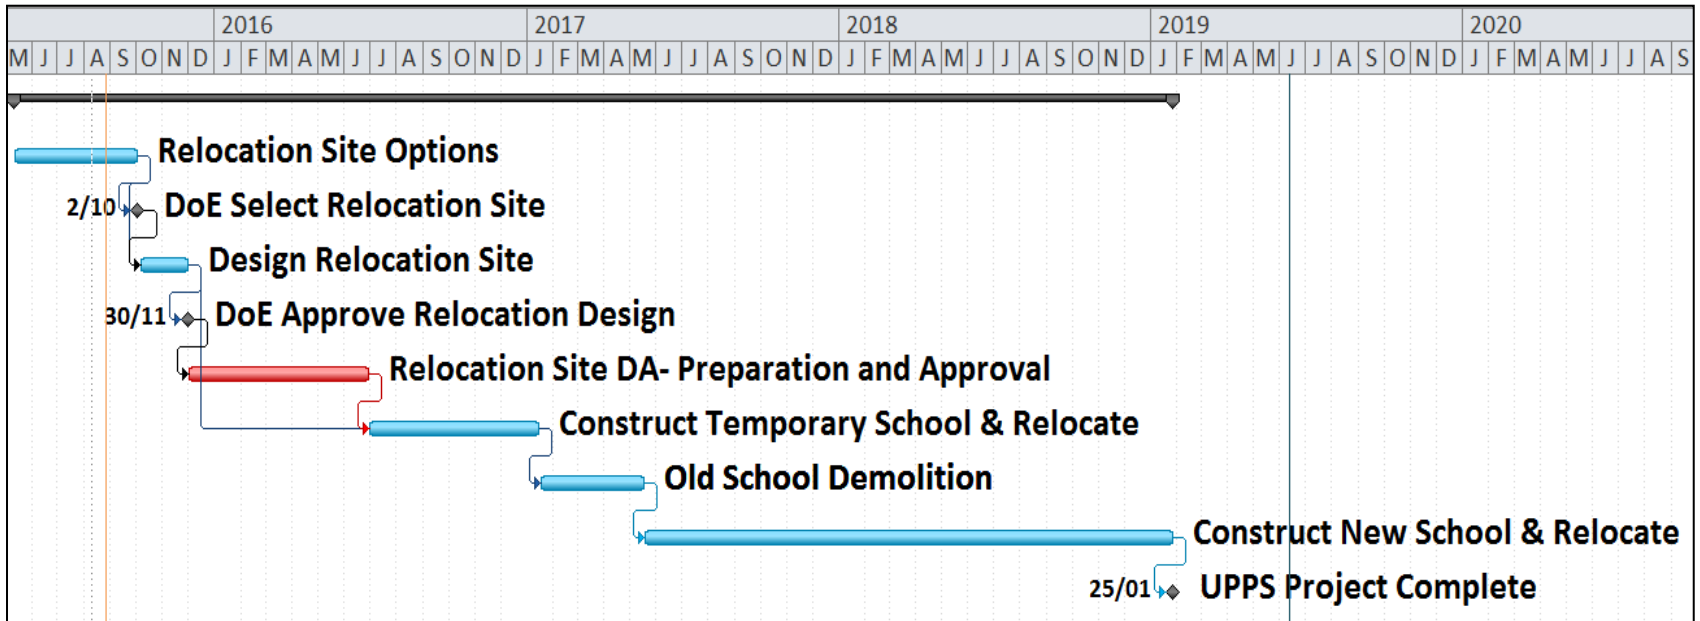 2016 2017 2018 2019 2020
M J J A S O N D J F M A M J J A S O N D J F M A M J J A S O N D J F M A M J J A S O N D J F M A M J J A S O N D J F M A M J J A S
Relocation Site Options
2/10 DoE Select Relocation Site
Design Relocation Site
30/11 DoE Approve Relocation Design
Relocation Site DA- Preparation and Approval
Construct Temporary School & Relocate
Old School Demolition
Construct New School & Relocate
25/01 UPPS Project Complete